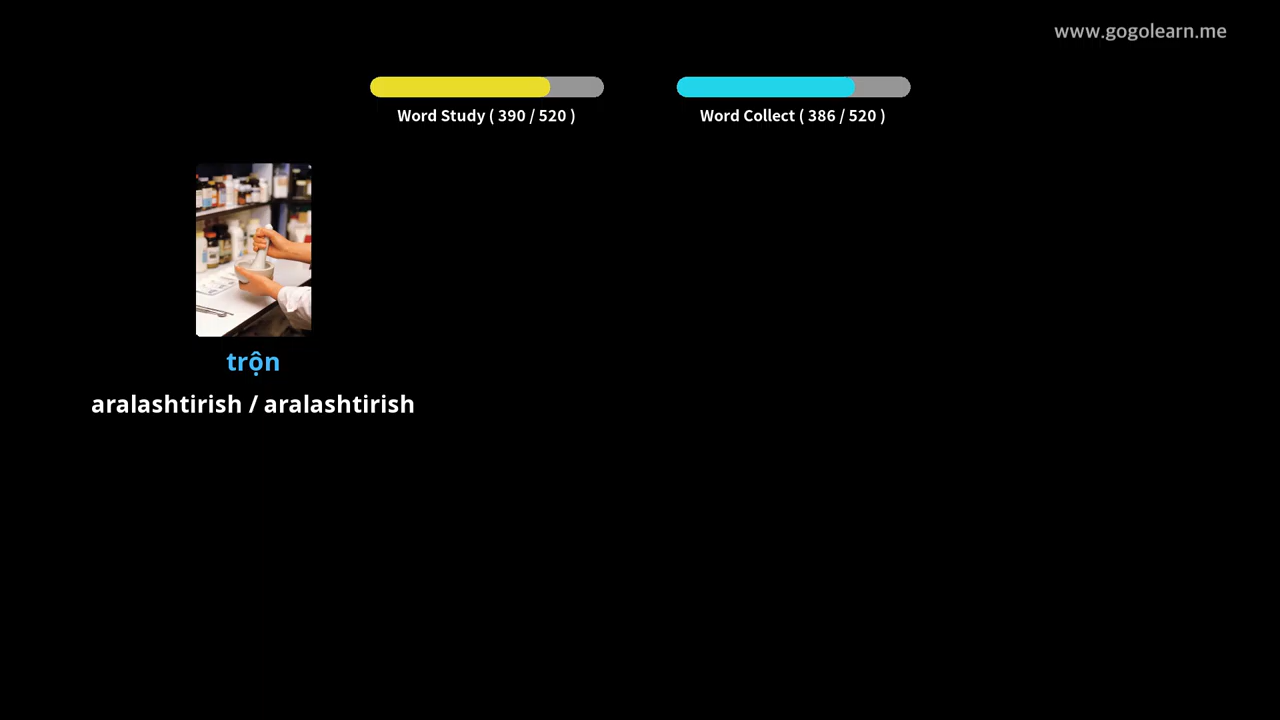 www.gogolearn.me
Word Study ( 390 / 520 )
Word Collect ( 386 / 520 )
trộn
aralashtirish / aralashtirish